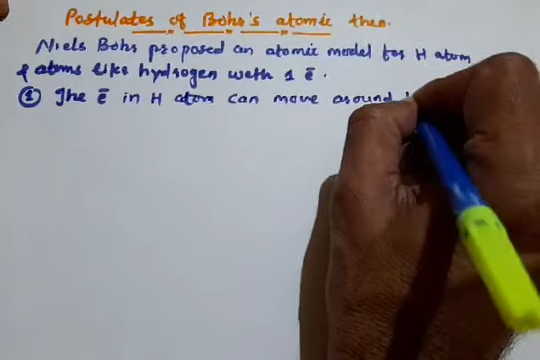 Postulates of Bohr's atomic theo.
Niels Bohr proposed an atomic model for H atom
& atoms like hydrogen with 1 ē.
① The ē in H atom can move around